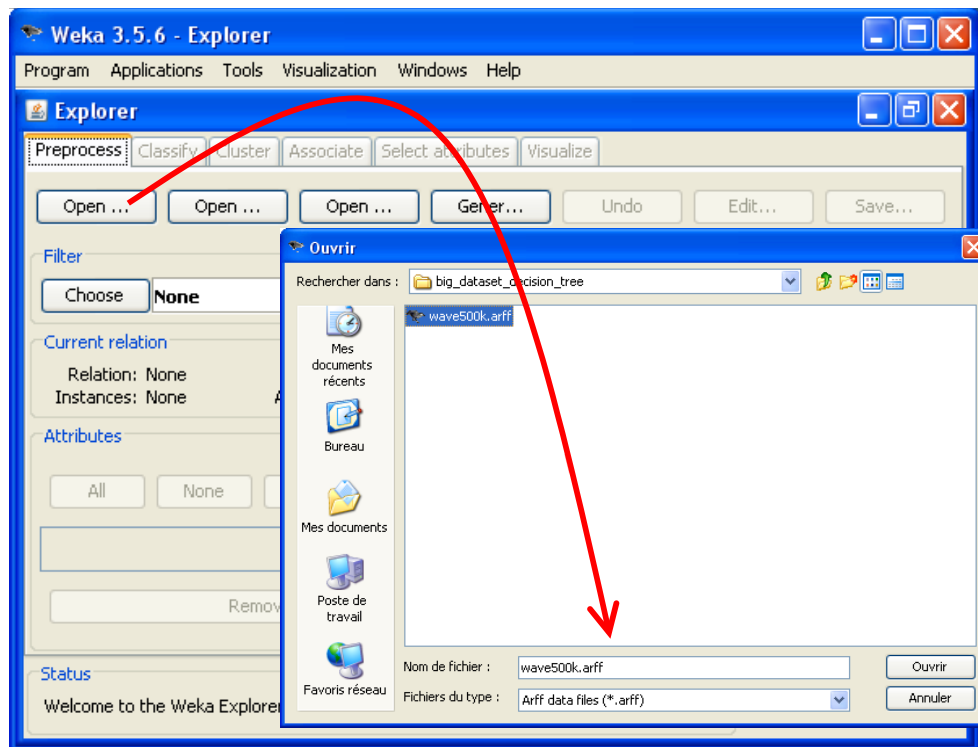 Weka 3.5.6 - Explorer
Program Applications Tools Visualization Windows Help
Explorer
Preprocess Classify Cluster Associate Select attributes Visualize
Open ... Open ... Open ... Gener... Undo Edit... Save...
Filter
Choose None
Current relation
Relation: None
Instances: None
Attributes
All None
Remov
Status
Welcome to the Weka Explorer
Ouvrir
Rechercher dans : big_dataset_decision_tree
wave500k.arff
Mes
documents
récents
Bureau
Mes documents
Poste de
travail
Favoris réseau
Nom de fichier : wave500k.arff Ouvrir
Fichiers du type : Arff data files (*.arff) Annuler